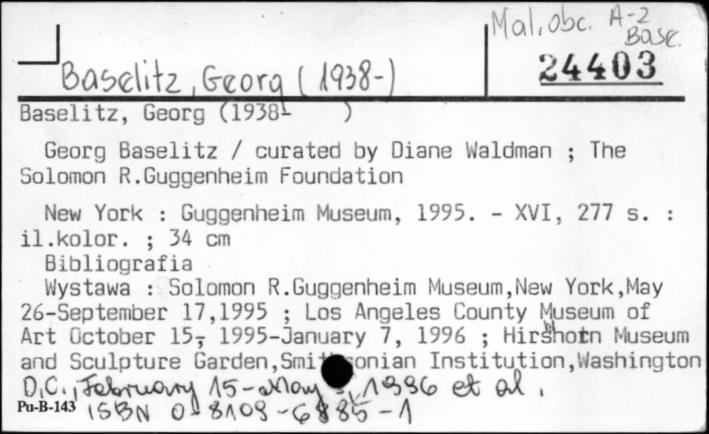 Mal. obc. A-2
Base.
24403
Baselitz, Georg (1938-)
Baselitz, Georg (1938- )
Georg Baselitz / curated by Diane Waldman ; The
Solomon R.Guggenheim Foundation
New York : Guggenheim Museum, 1995. - XVI, 277 s. :
il.kolor. ; 34 cm
Bibliografia
Wystawa : Solomon R.Guggenheim Museum,New York,May
26-September 17,1995 ; Los Angeles County Museum of
Art October 15, 1995-January 7, 1996 ; Hirshhorn Museum
and Sculpture Garden,Smithsonian Institution,Washington
D.C., February 15-May 1996 et al.
Pu-B-143 ISBN 0-8109-6885-1